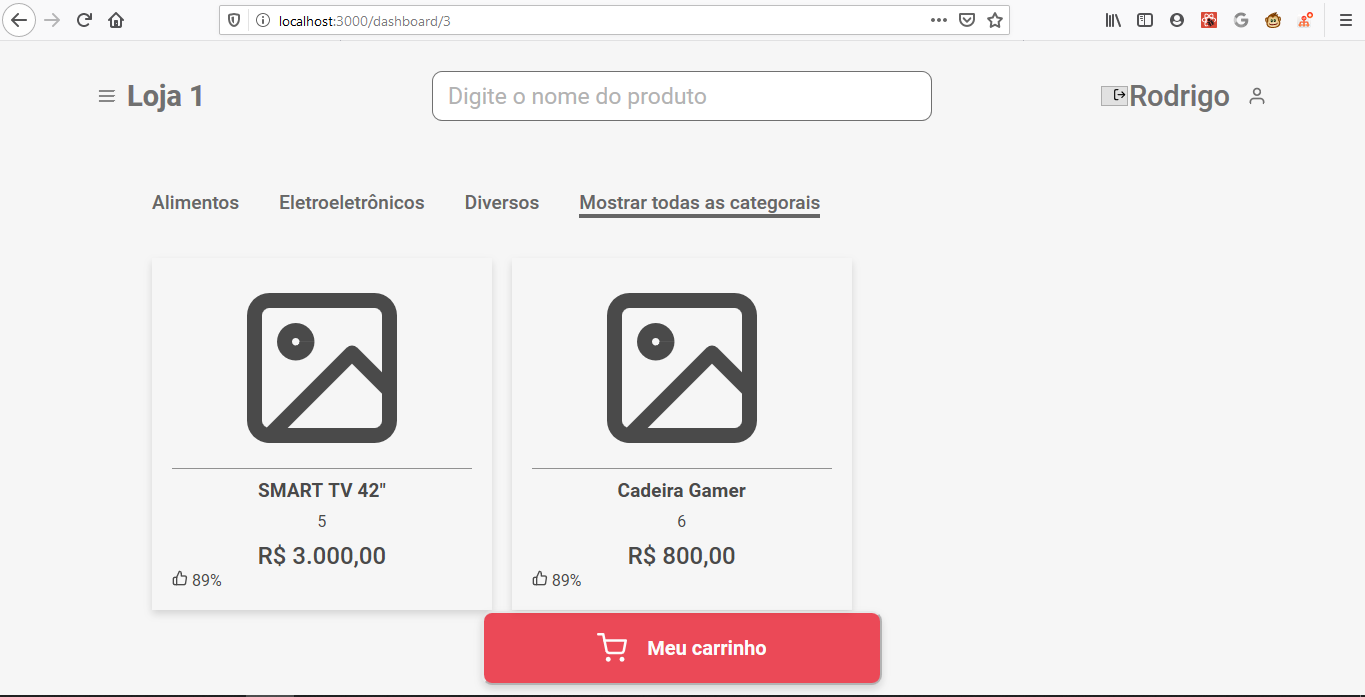 localhost:3000/dashboard/3
Loja 1
Digite o nome do produto
Rodrigo
Alimentos
Eletroeletrônicos
Diversos
Mostrar todas as categorais
SMART TV 42"
5
R$ 3.000,00
89%
Cadeira Gamer
6
R$ 800,00
89%
Meu carrinho